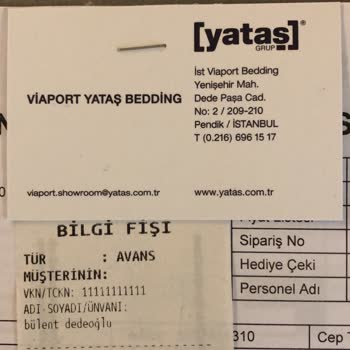 [yataş]®
GRUP
İst Viaport Bedding
Yenişehir Mah.
Dede Paşa Cad.
No: 2 / 209-210
Pendik / İSTANBUL
T (0.216) 696 15 17
VİAPORT YATAŞ BEDDING
viaport.showroom@yatas.com.tr
www.yatas.com.tr
BİLGİ FİŞİ
TÜR : AVANS
MÜŞTERİNİN:
VKN/TCKN: 11111111111
ADI-SOYADI/ÜNVANI:
bülent dedeoğlu
Sipariş No
Hediye Çeki
Personel Adı
310
Cep T